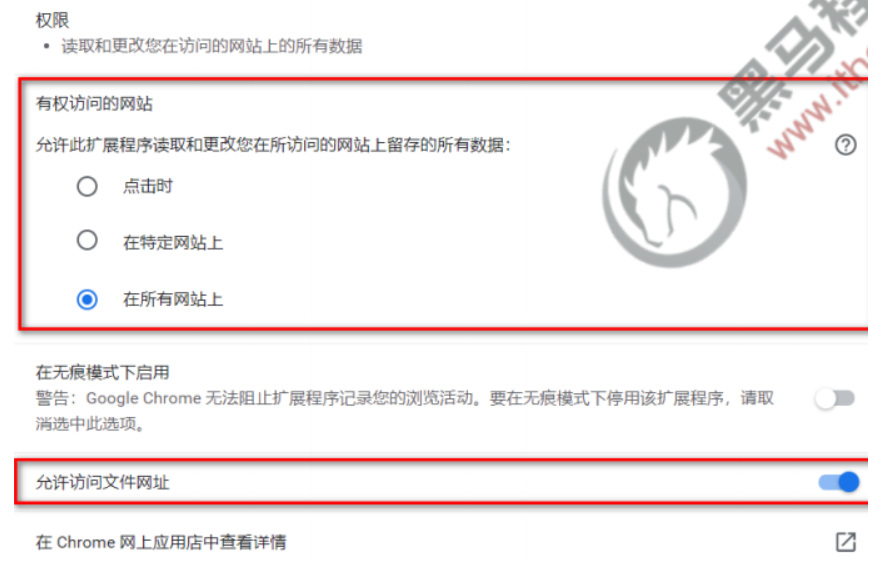 权限
• 读取和更改您在访问的网站上的所有数据
有权访问的网站
允许此扩展程序读取和更改您在所访问的网站上留存的所有数据：
点击时
在特定网站上
在所有网站上
在无痕模式下启用
警告：Google Chrome 无法阻止扩展程序记录您的浏览活动。要在无痕模式下停用该扩展程序，请取
消选中此选项。
允许访问文件网址
在 Chrome 网上应用店中查看详情
黑马程
www.ith